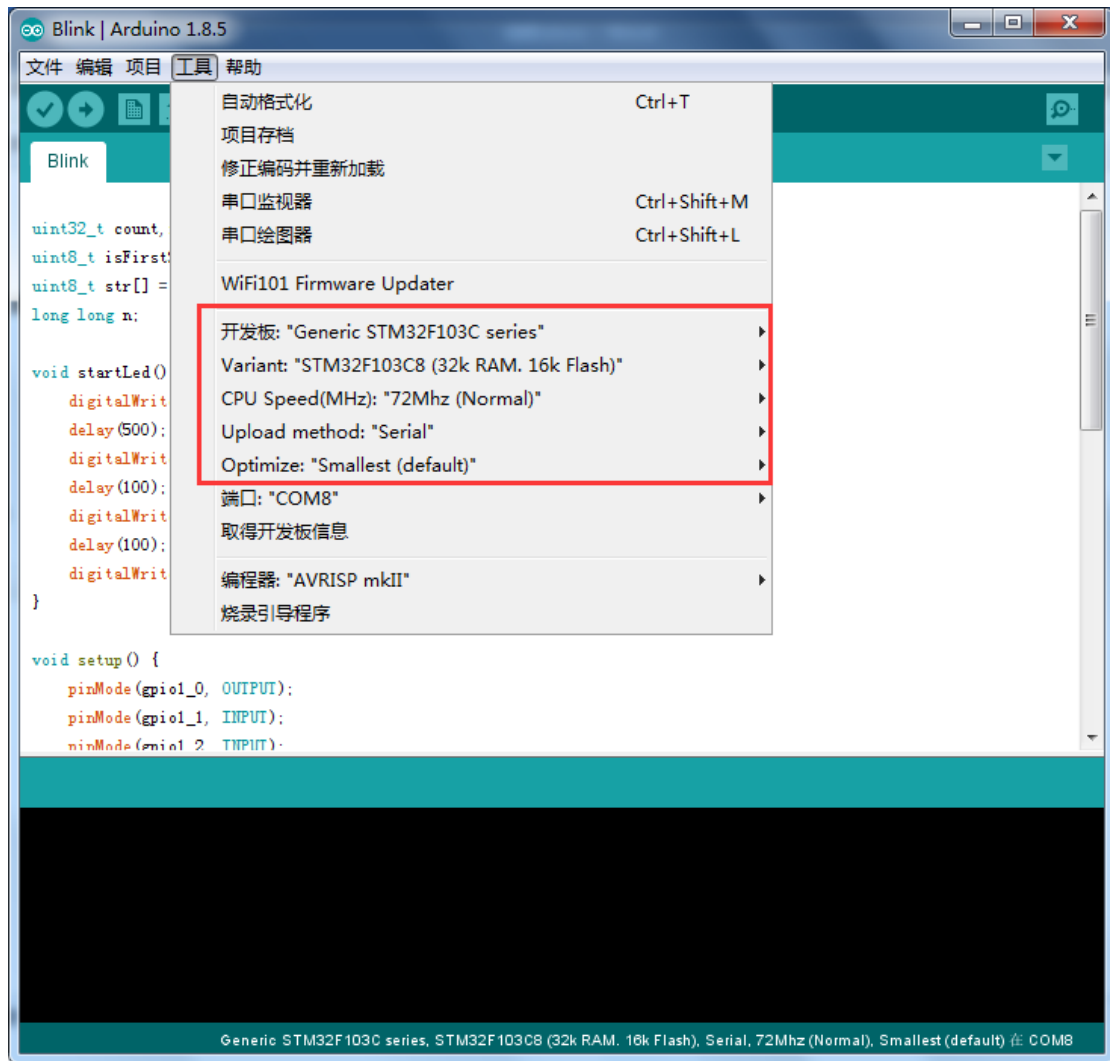 Blink | Arduino 1.8.5
文件 编辑 项目 工具 帮助
自动格式化 Ctrl+T
项目存档
修正编码并重新加载
串口监视器 Ctrl+Shift+M
串口绘图器 Ctrl+Shift+L
WiFi101 Firmware Updater
开发板: "Generic STM32F103C series"
Variant: "STM32F103C8 (32k RAM. 16k Flash)"
CPU Speed(MHz): "72Mhz (Normal)"
Upload method: "Serial"
Optimize: "Smallest (default)"
端口: "COM8"
取得开发板信息
编程器: "AVRISP mkII"
烧录引导程序
Blink
uint32_t count,
uint8_t isFirst
uint8_t str[] =
long long n;
void startLed()
digitalWrit
delay(500);
digitalWrit
delay(100);
digitalWrit
delay(100);
digitalWrit
}
void setup() {
pinMode(gpio1_0, OUTPUT);
pinMode(gpio1_1, INPUT);
pinMode(gpio1_2, INPUT);
Generic STM32F103C series, STM32F103C8 (32k RAM. 16k Flash), Serial, 72Mhz (Normal), Smallest (default) 在 COM8